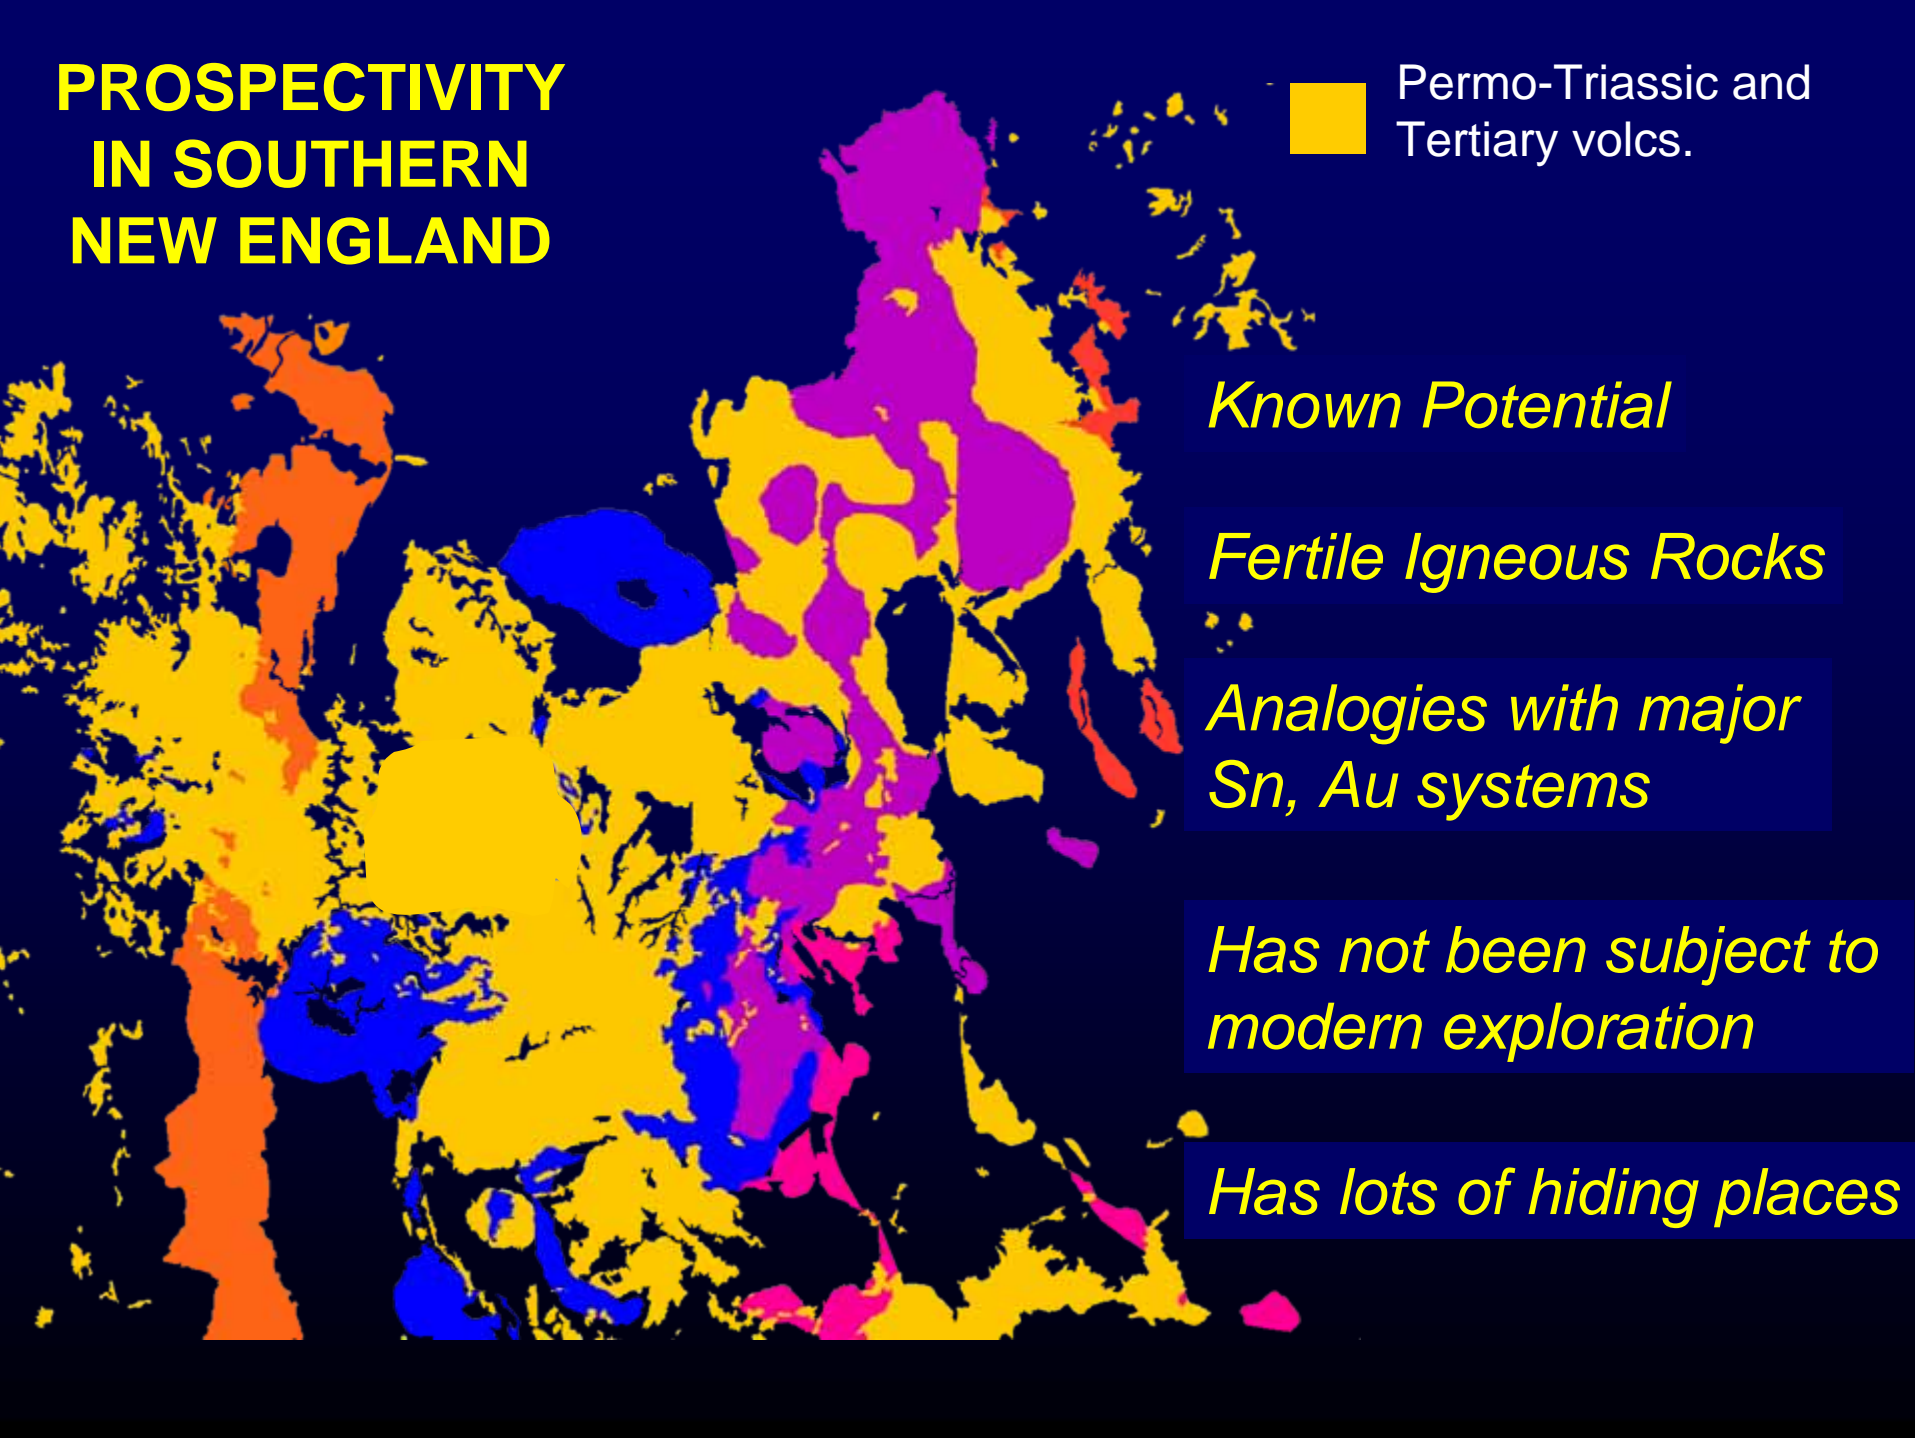 PROSPECTIVITY
IN SOUTHERN
NEW ENGLAND
Permo-Triassic and
Tertiary volcs.
Known Potential
Fertile Igneous Rocks
Analogies with major
Sn, Au systems
Has not been subject to
modern exploration
Has lots of hiding places